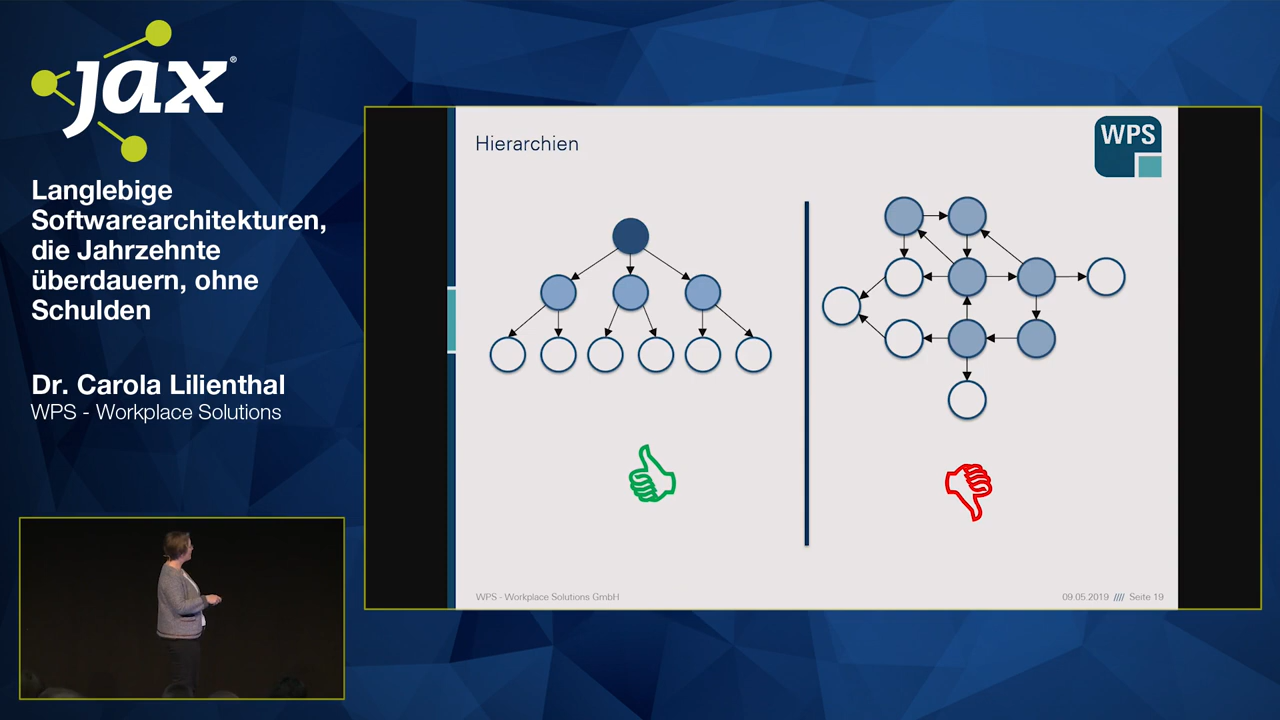 jax®
Langlebige
Softwarearchitekturen,
die Jahrzehnte
überdauern, ohne
Schulden
Dr. Carola Lilienthal
WPS - Workplace Solutions
Hierarchien
WPS
WPS - Workplace Solutions GmbH
09.05.2019 //// Seite 19